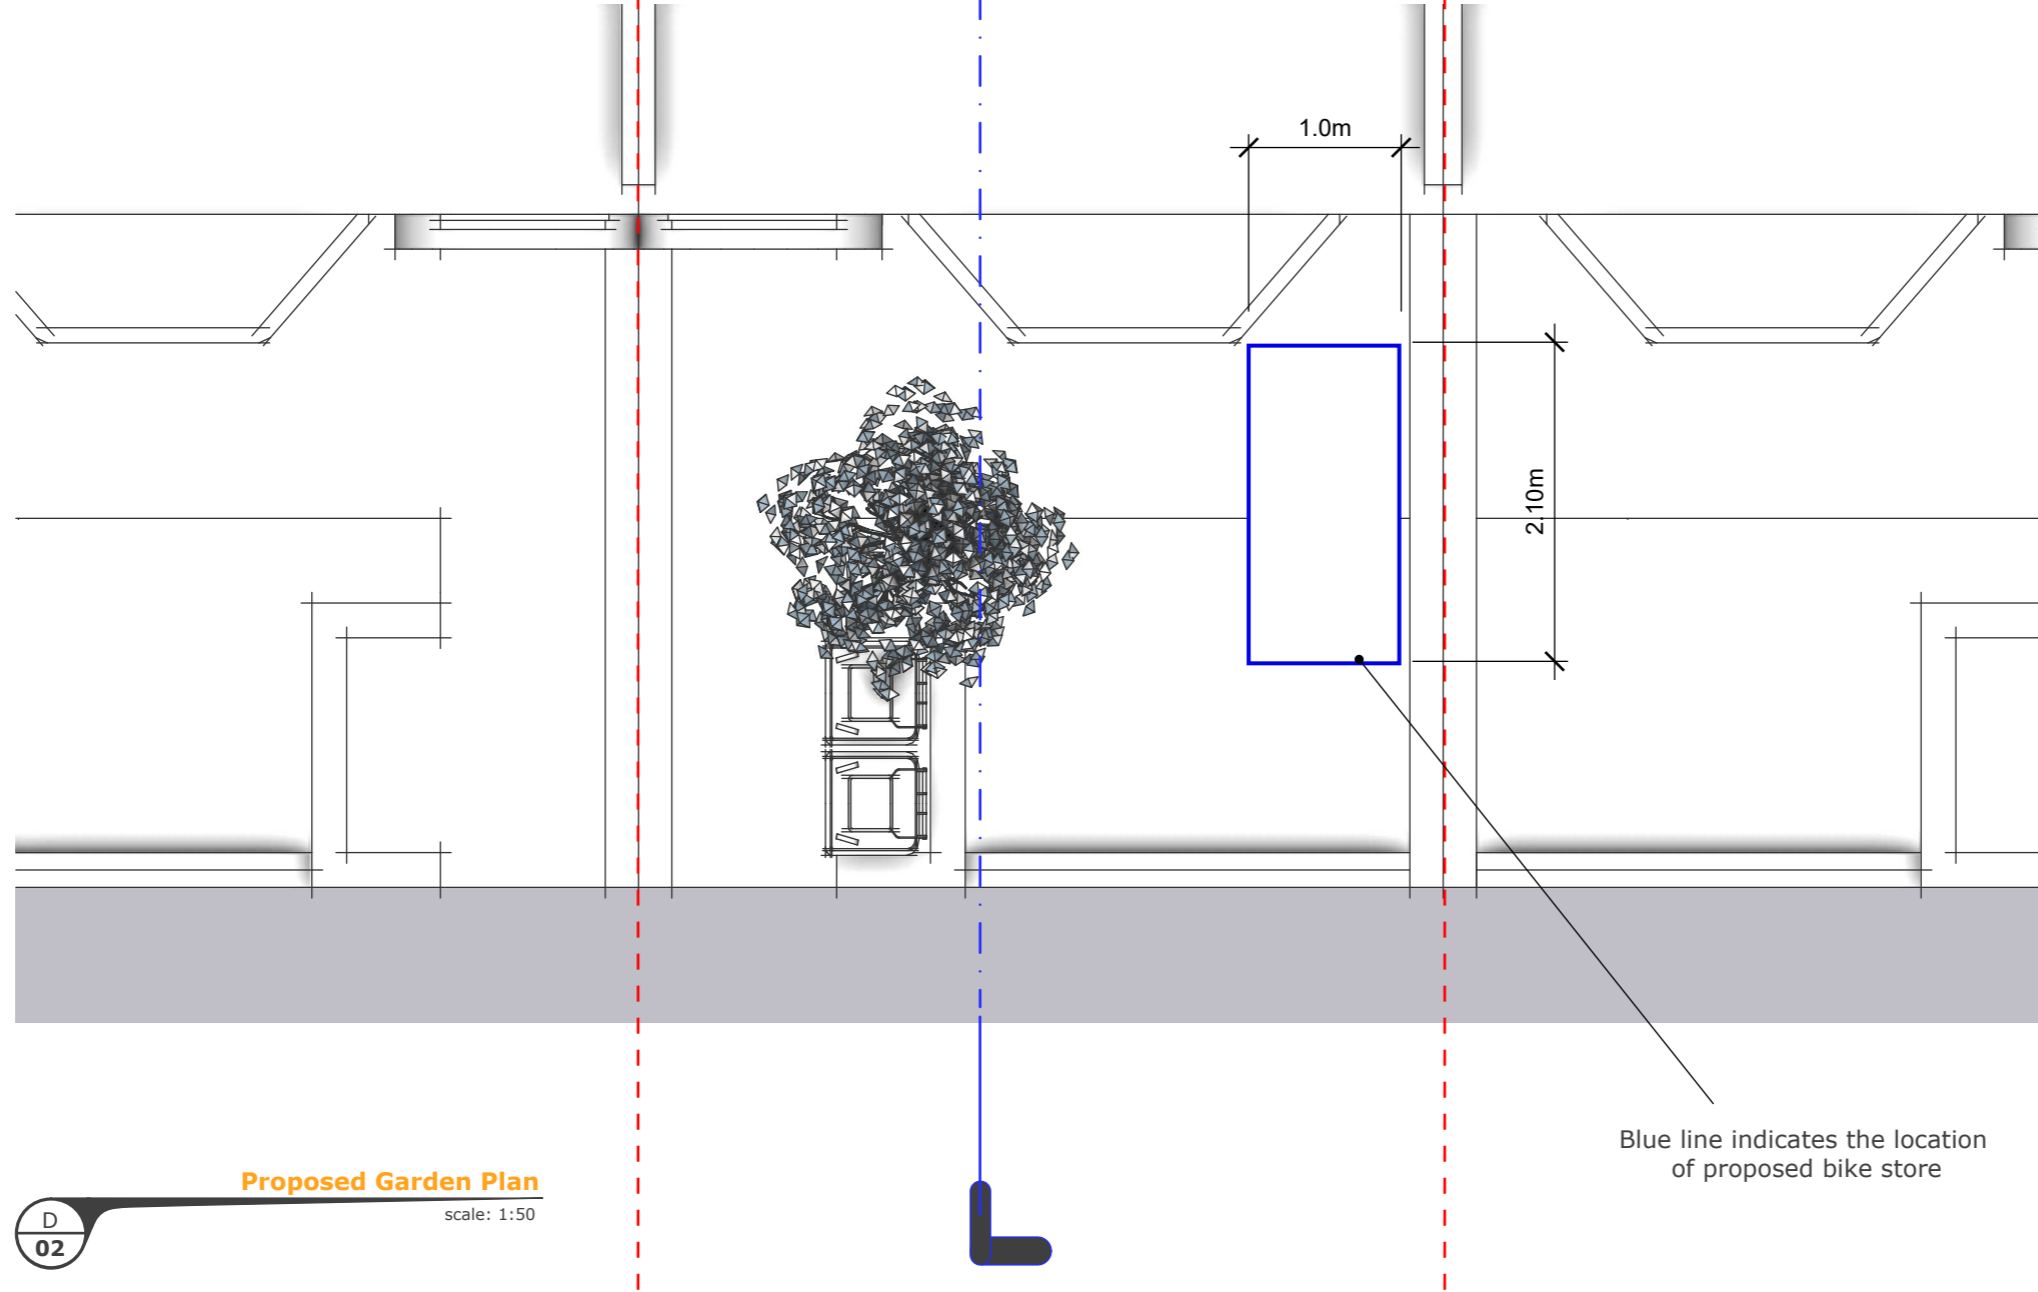 1.0m
2.10m
Blue line indicates the location
of proposed bike store
Proposed Garden Plan
scale: 1:50
D
02